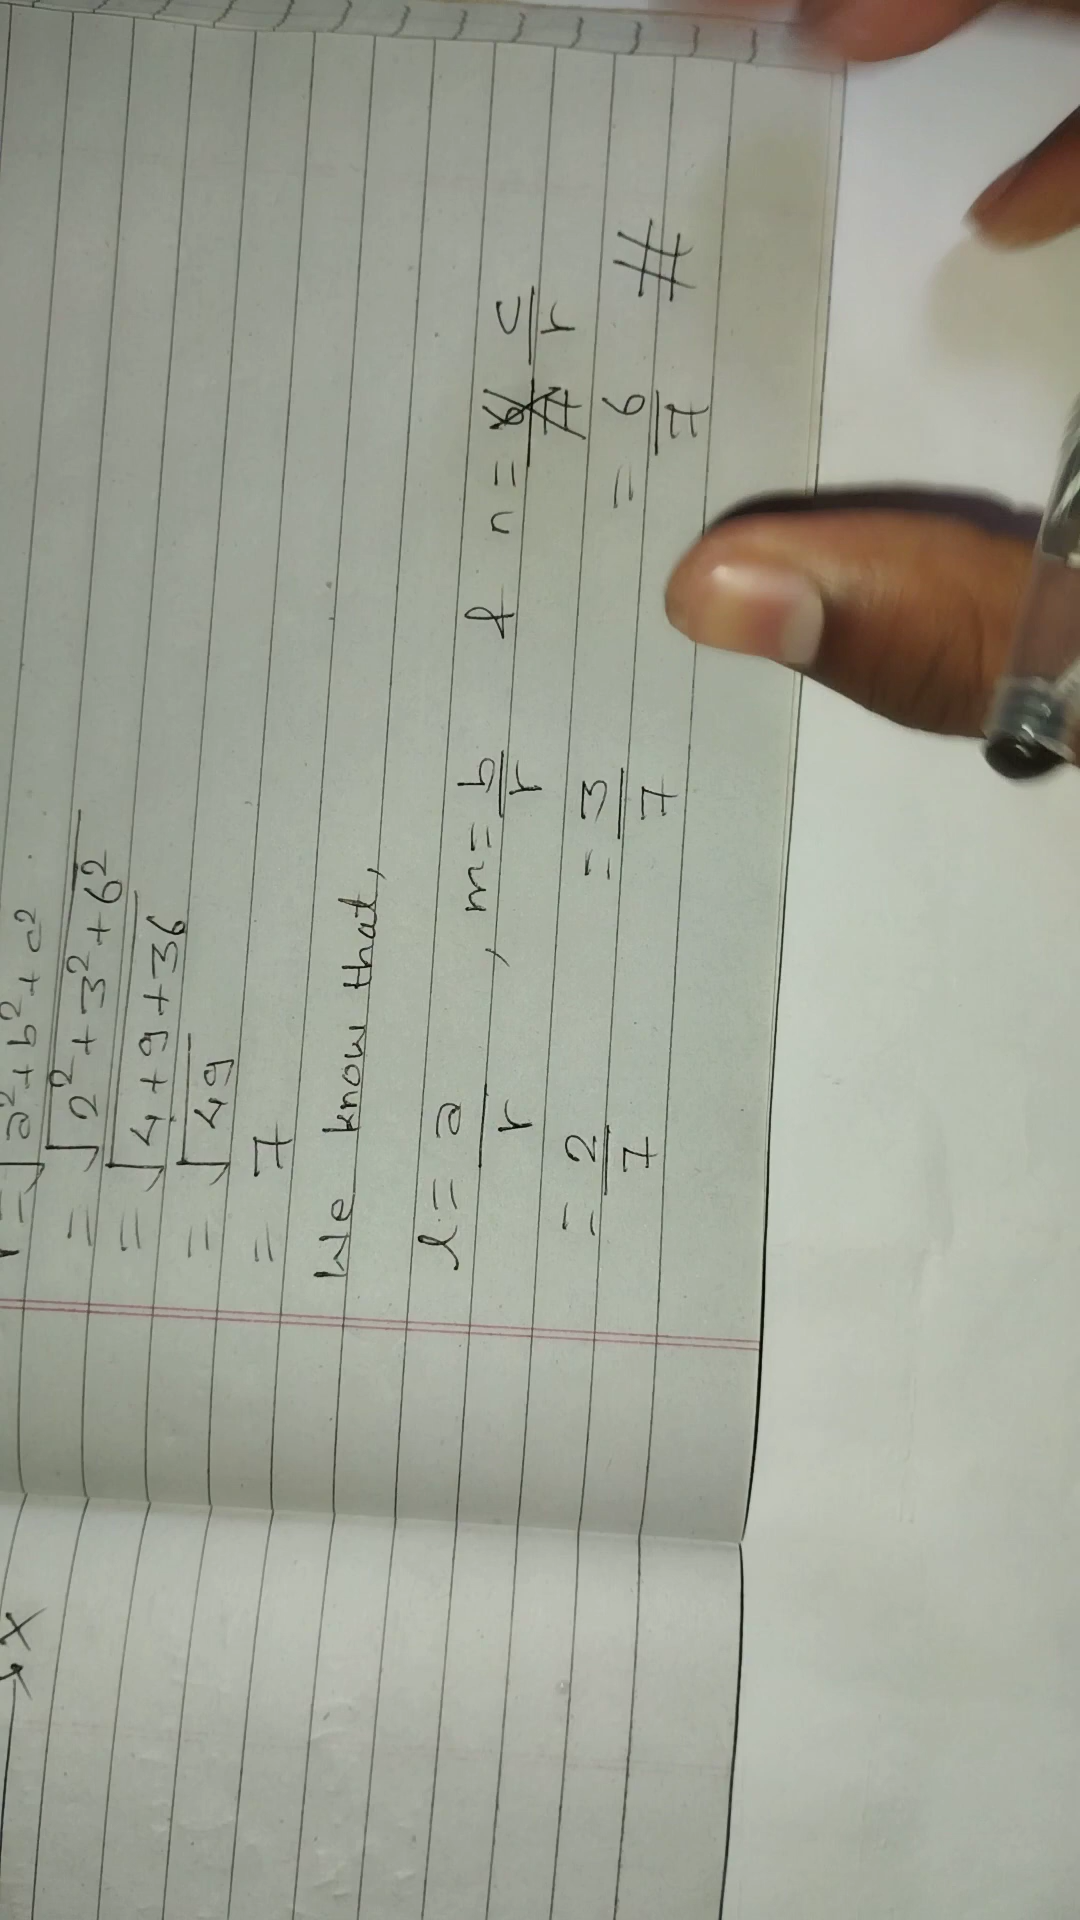 r = √a²+b²+c²
= √2²+3²+6²
= √4+9+36
= √49
= 7
We know that,
l = a/r , m = b/r & n = c/r
= 2/7 = 3/7 = 6/7 #
X